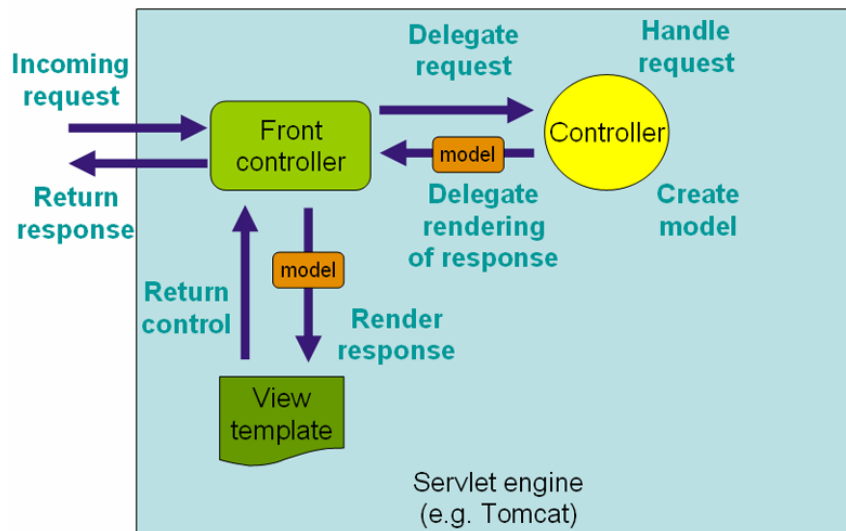 Incoming
request
Return
response
Front
controller
Delegate
request
Handle
request
Controller
model
Delegate
rendering
of response
Create
model
model
Return
control
Render
response
View
template
Servlet engine
(e.g. Tomcat)